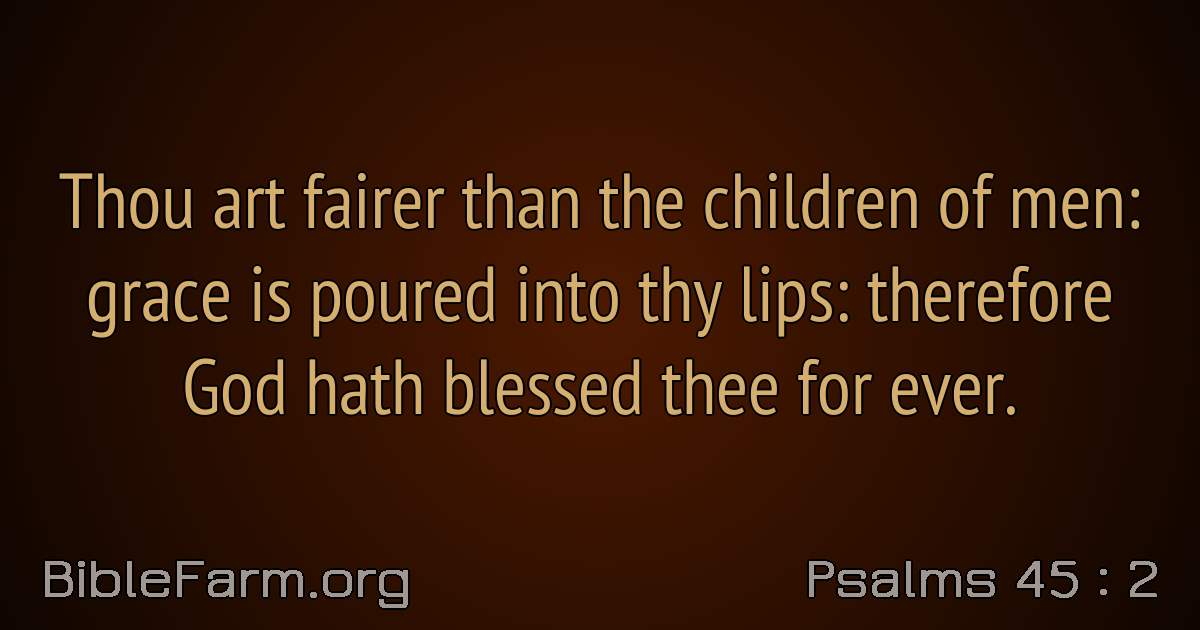 Thou art fairer than the children of men:
grace is poured into thy lips: therefore
God hath blessed thee for ever.
BibleFarm.org
Psalms 45 : 2